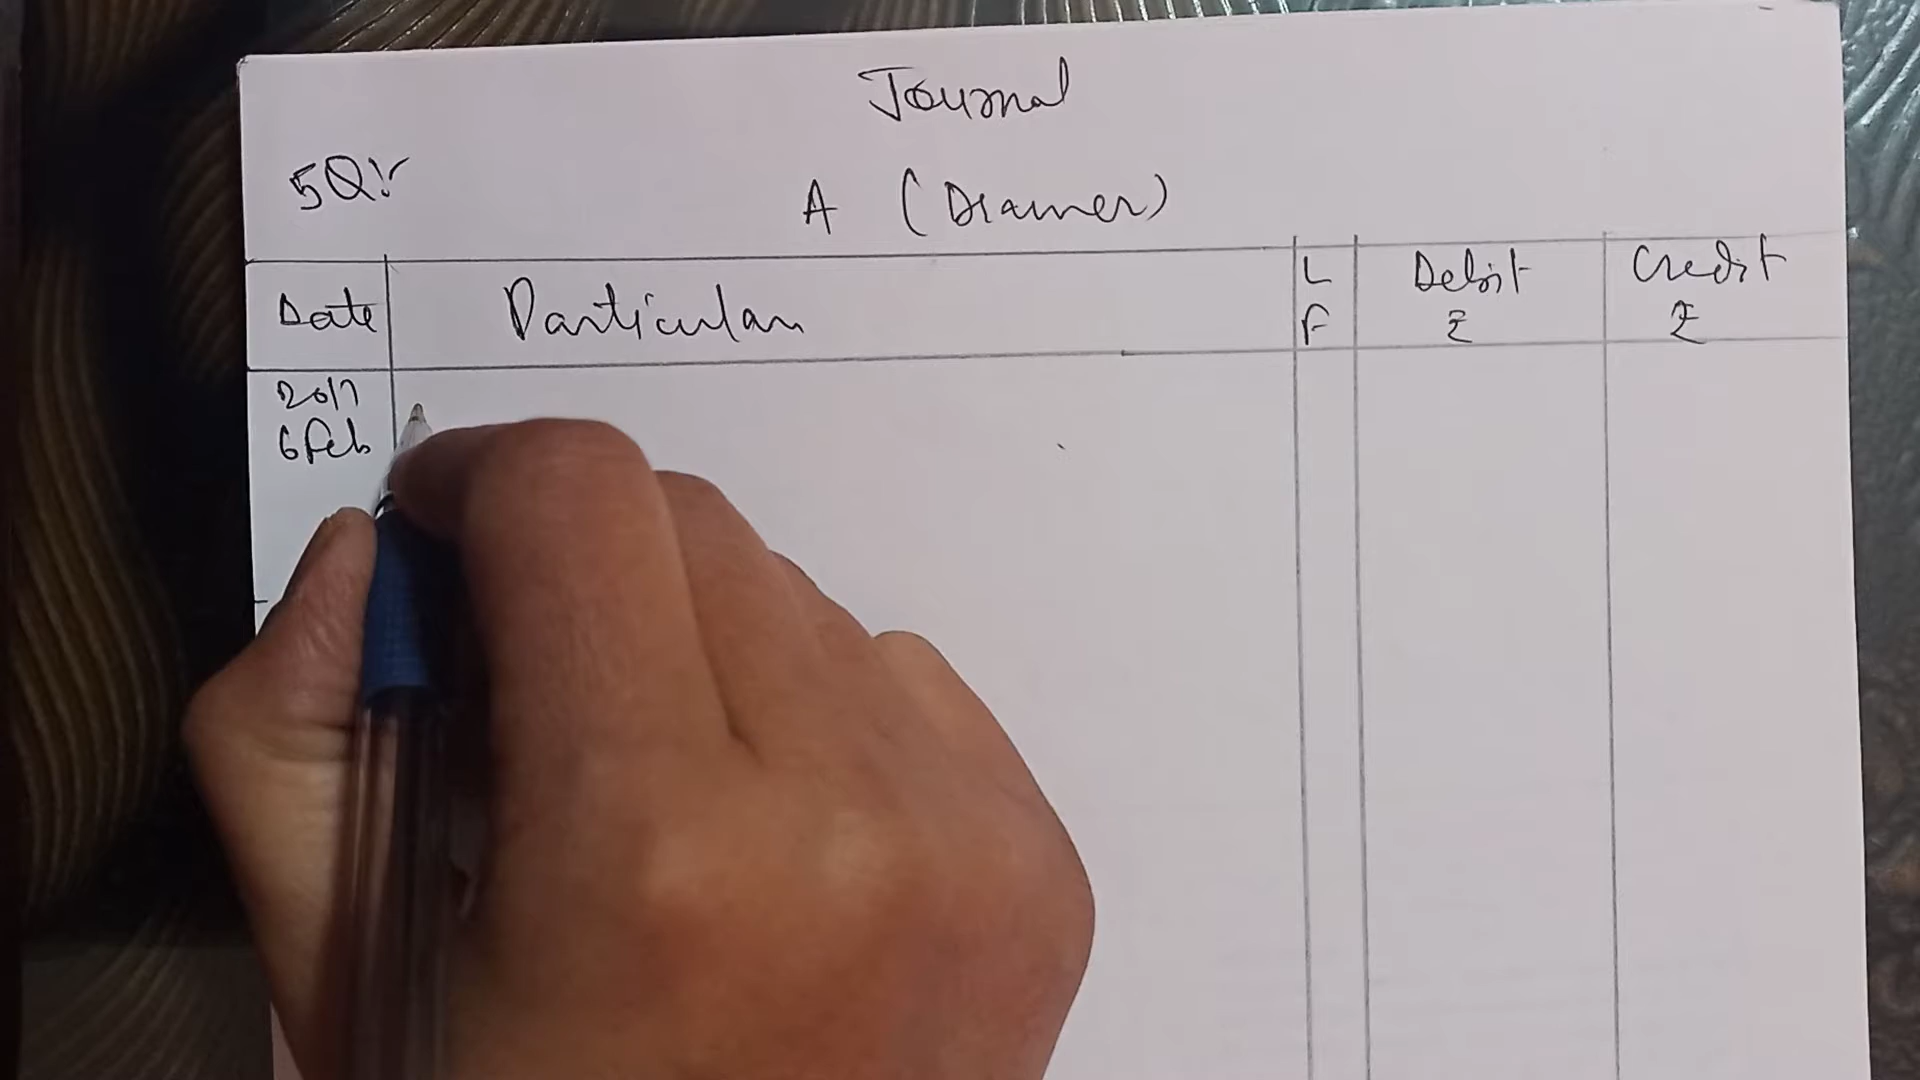 Journal
5Q:-
A (Drawer)
Date Particulars L F Debit ₹ Credit ₹
2017
6 Feb